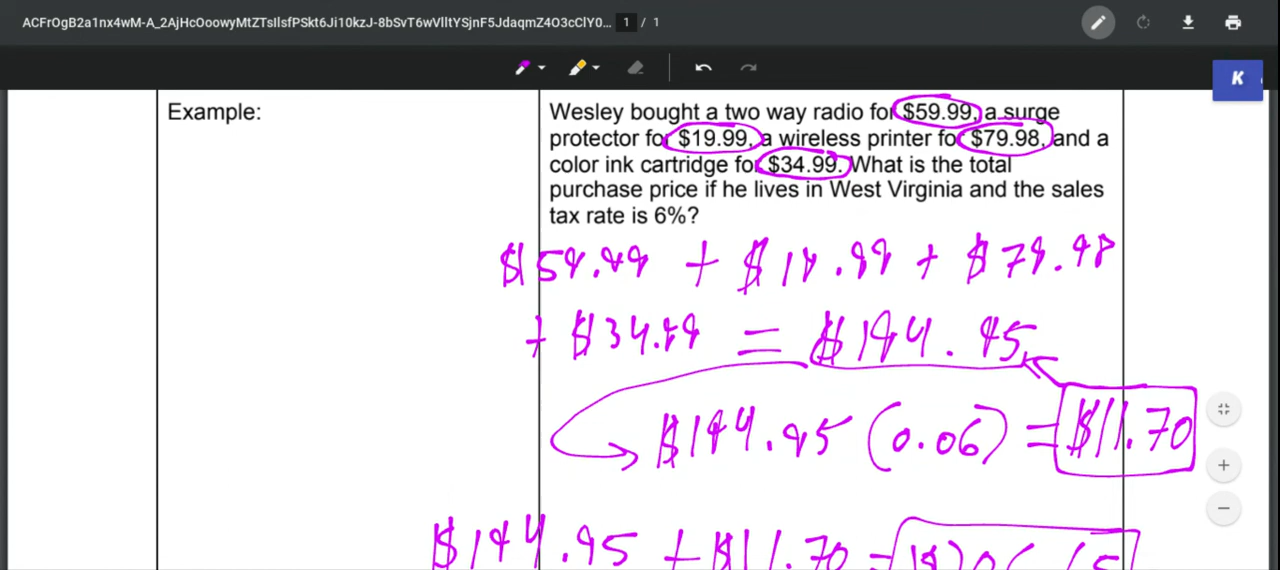 ACFrOgB2a1nx4wM-A_2AjHcOoowyMtZTsIlsfPSkt6Ji10kzJ-8bSvT6wVlltYSjnF5JdaqmZ4O3cClY0... 1 / 1
K
Example:
Wesley bought a two way radio for $59.99, a surge
protector for $19.99, a wireless printer for $79.98, and a
color ink cartridge for $34.99. What is the total
purchase price if he lives in West Virginia and the sales
tax rate is 6%?
$59.99 + $19.99 + $79.98
+ $34.99 = $194.95
$194.95 (0.06) = $11.70
$194.95 + $11.70 = $206.65